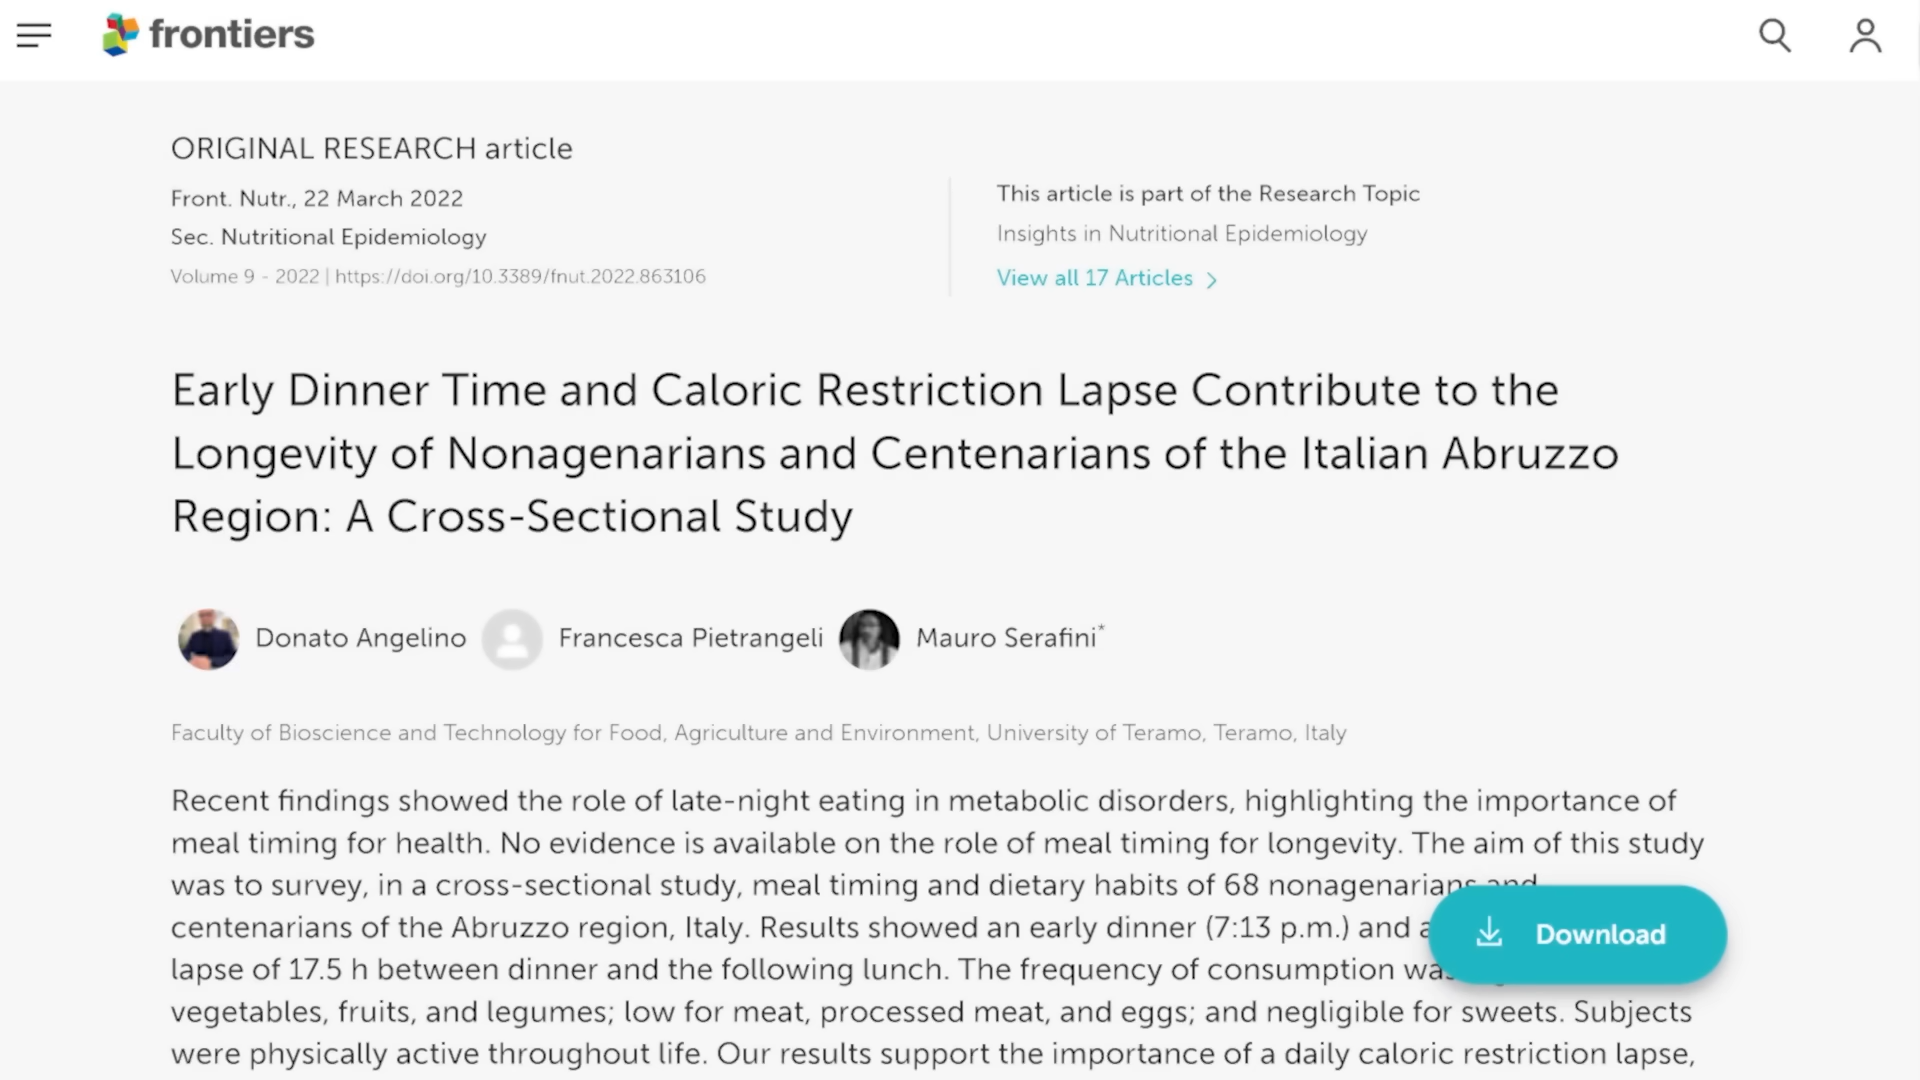 frontiers
ORIGINAL RESEARCH article
Front. Nutr., 22 March 2022
Sec. Nutritional Epidemiology
Volume 9 - 2022 | https://doi.org/10.3389/fnut.2022.863106
This article is part of the Research Topic
Insights in Nutritional Epidemiology
View all 17 Articles
Early Dinner Time and Caloric Restriction Lapse Contribute to the
Longevity of Nonagenarians and Centenarians of the Italian Abruzzo
Region: A Cross-Sectional Study
Donato Angelino Francesca Pietrangeli Mauro Serafini*
Faculty of Bioscience and Technology for Food, Agriculture and Environment, University of Teramo, Teramo, Italy
Recent findings showed the role of late-night eating in metabolic disorders, highlighting the importance of
meal timing for health. No evidence is available on the role of meal timing for longevity. The aim of this study
was to survey, in a cross-sectional study, meal timing and dietary habits of 68 nonagenarians and
centenarians of the Abruzzo region, Italy. Results showed an early dinner (7:13 p.m.) and
lapse of 17.5 h between dinner and the following lunch. The frequency of consumption
vegetables, fruits, and legumes; low for meat, processed meat, and eggs; and negligible for sweets. Subjects
were physically active throughout life. Our results support the importance of a daily caloric restriction lapse,
Download